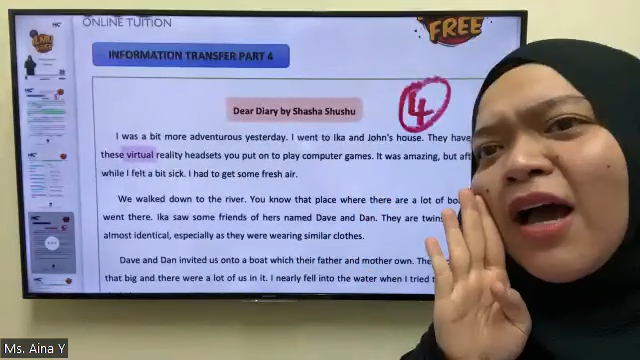 ONLINE TUITION
FREE
INFORMATION TRANSFER PART 4
Dear Diary by Shasha Shushu
4
I was a bit more adventurous yesterday. I went to Ika and John's house. They have
these virtual reality headsets you put on to play computer games. It was amazing, but
while I felt a bit sick. I had to get some fresh air.
We walked down to the river. You know that place where there are a lot of
went there. Ika saw some friends of hers named Dave and Dan. They are
almost identical, especially as they were wearing similar clothes.
Dave and Dan invited us onto a boat which their father and mother own.
that big and there were a lot of us in it. I nearly fell into the water when I tried
Ms. Aina Y